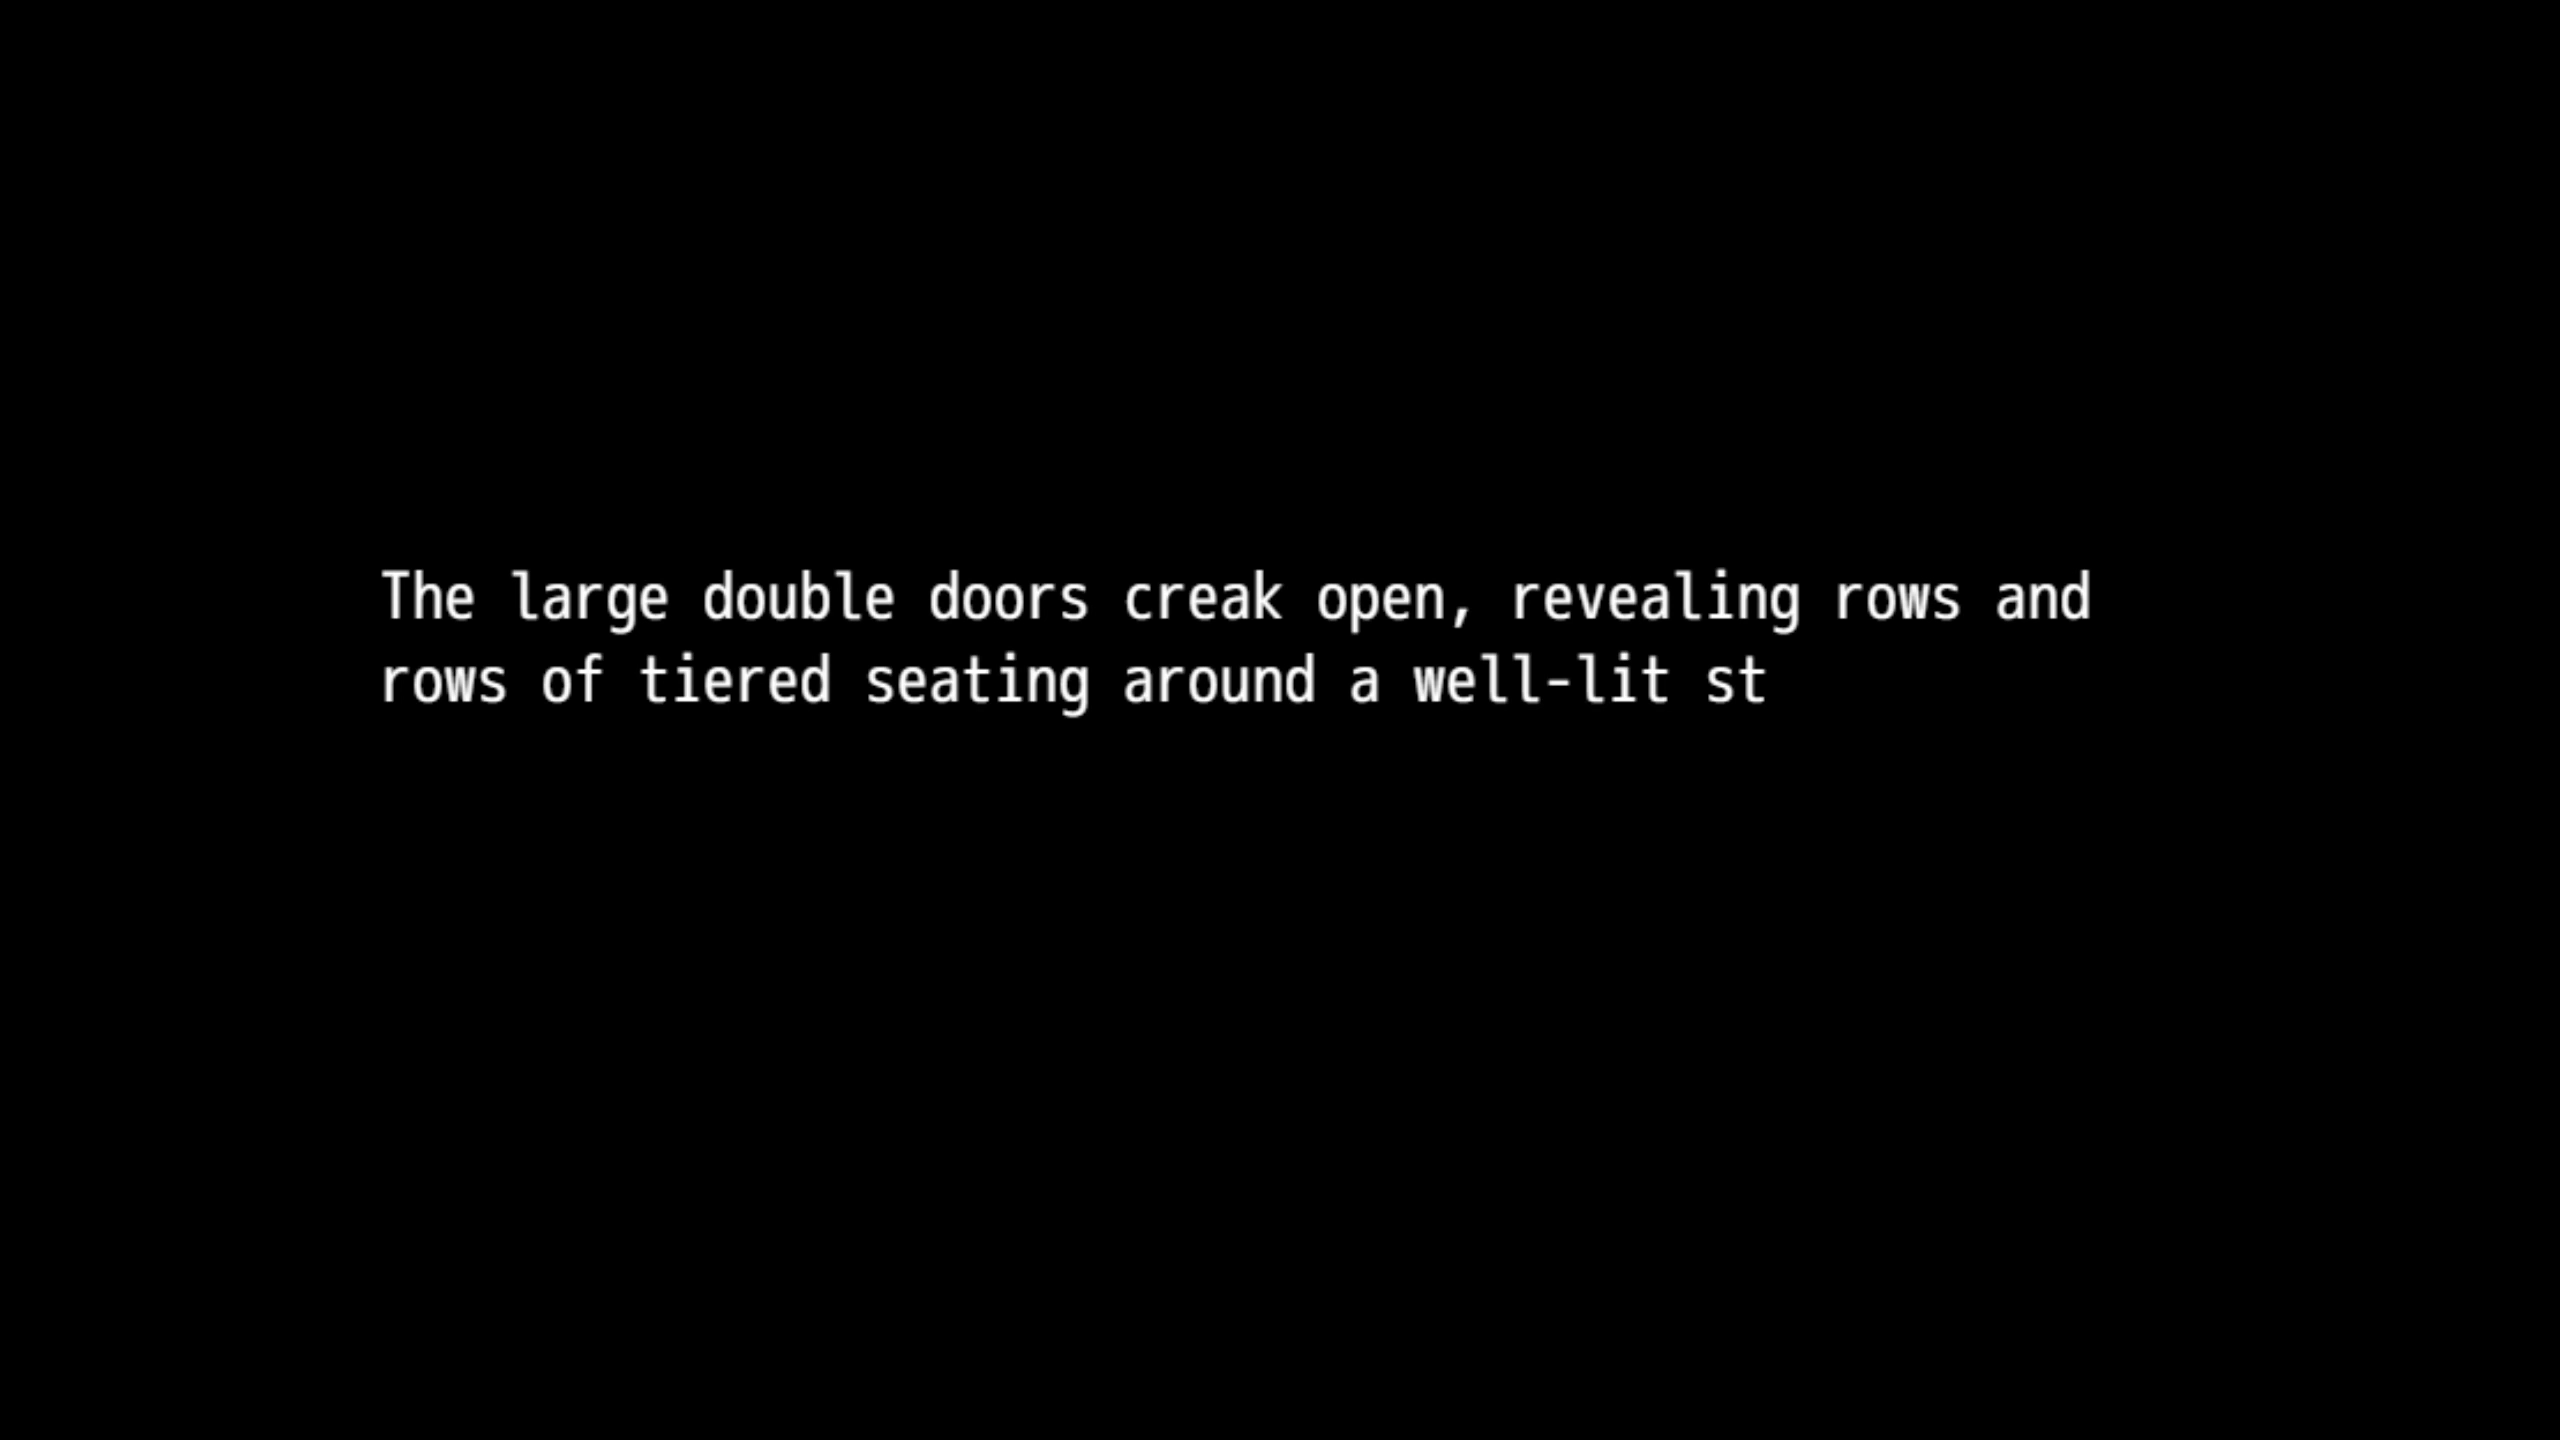 The large double doors creak open, revealing rows and
rows of tiered seating around a well-lit st